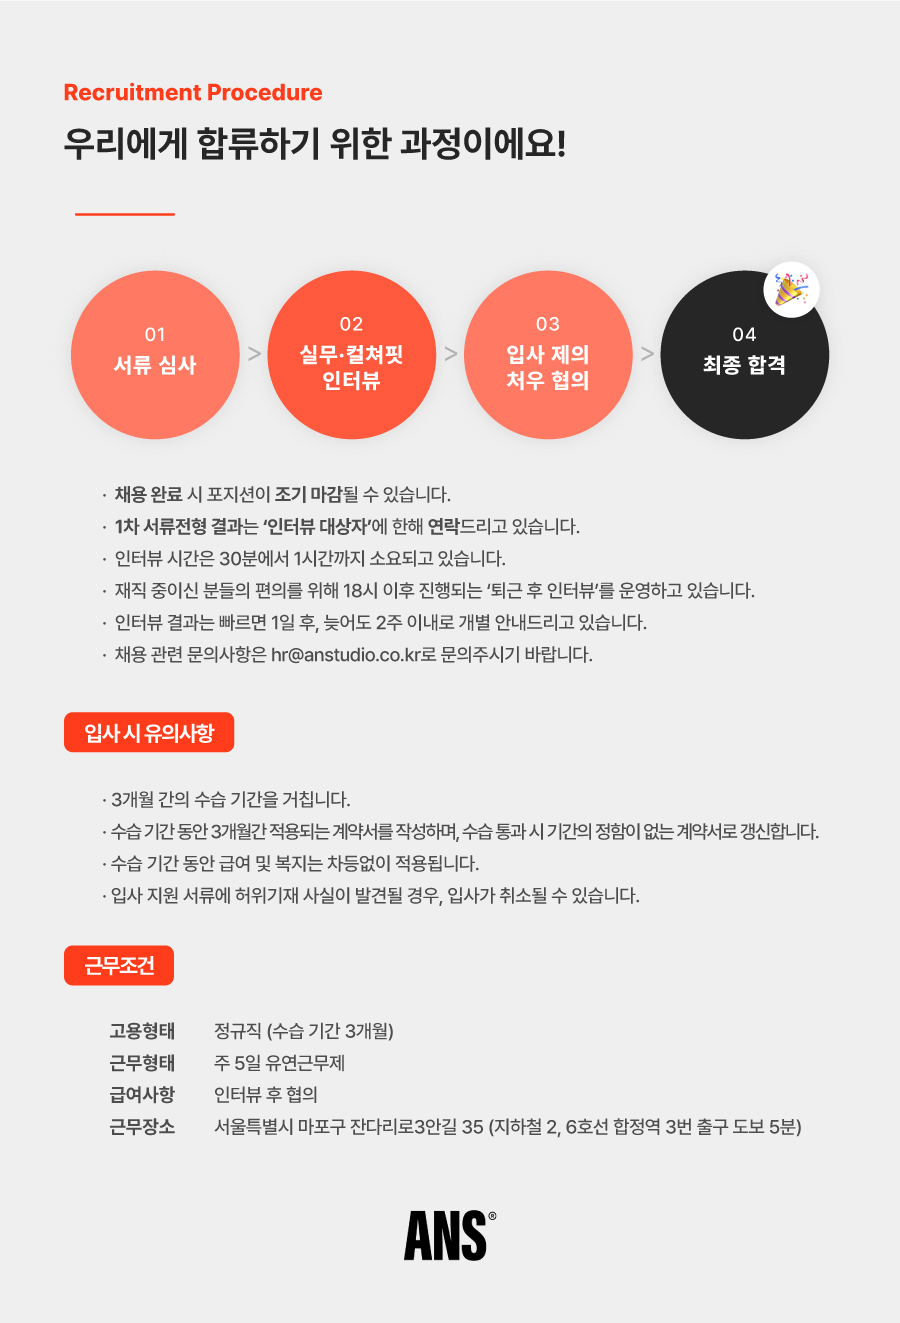 Recruitment Procedure
우리에게 합류하기 위한 과정이에요!
01
서류 심사
>
02
실무·컬쳐핏
인터뷰
>
03
입사 제의
처우 협의
>
04
최종 합격
· 채용 완료 시 포지션이 조기 마감될 수 있습니다.
· 1차 서류전형 결과는 ‘인터뷰 대상자’에 한해 연락드리고 있습니다.
· 인터뷰 시간은 30분에서 1시간까지 소요되고 있습니다.
· 재직 중이신 분들의 편의를 위해 18시 이후 진행되는 ‘퇴근 후 인터뷰’를 운영하고 있습니다.
· 인터뷰 결과는 빠르면 1일 후, 늦어도 2주 이내로 개별 안내드리고 있습니다.
· 채용 관련 문의사항은 hr@anstudio.co.kr로 문의주시기 바랍니다.
입사 시 유의사항
· 3개월 간의 수습 기간을 거칩니다.
· 수습 기간 동안 3개월간 적용되는 계약서를 작성하며, 수습 통과 시 기간의 정함이 없는 계약서로 갱신합니다.
· 수습 기간 동안 급여 및 복지는 차등없이 적용됩니다.
· 입사 지원 서류에 허위기재 사실이 발견될 경우, 입사가 취소될 수 있습니다.
근무조건
고용형태 정규직 (수습 기간 3개월)
근무형태 주 5일 유연근무제
급여사항 인터뷰 후 협의
근무장소 서울특별시 마포구 잔다리로3안길 35 (지하철 2, 6호선 합정역 3번 출구 도보 5분)
ANS®